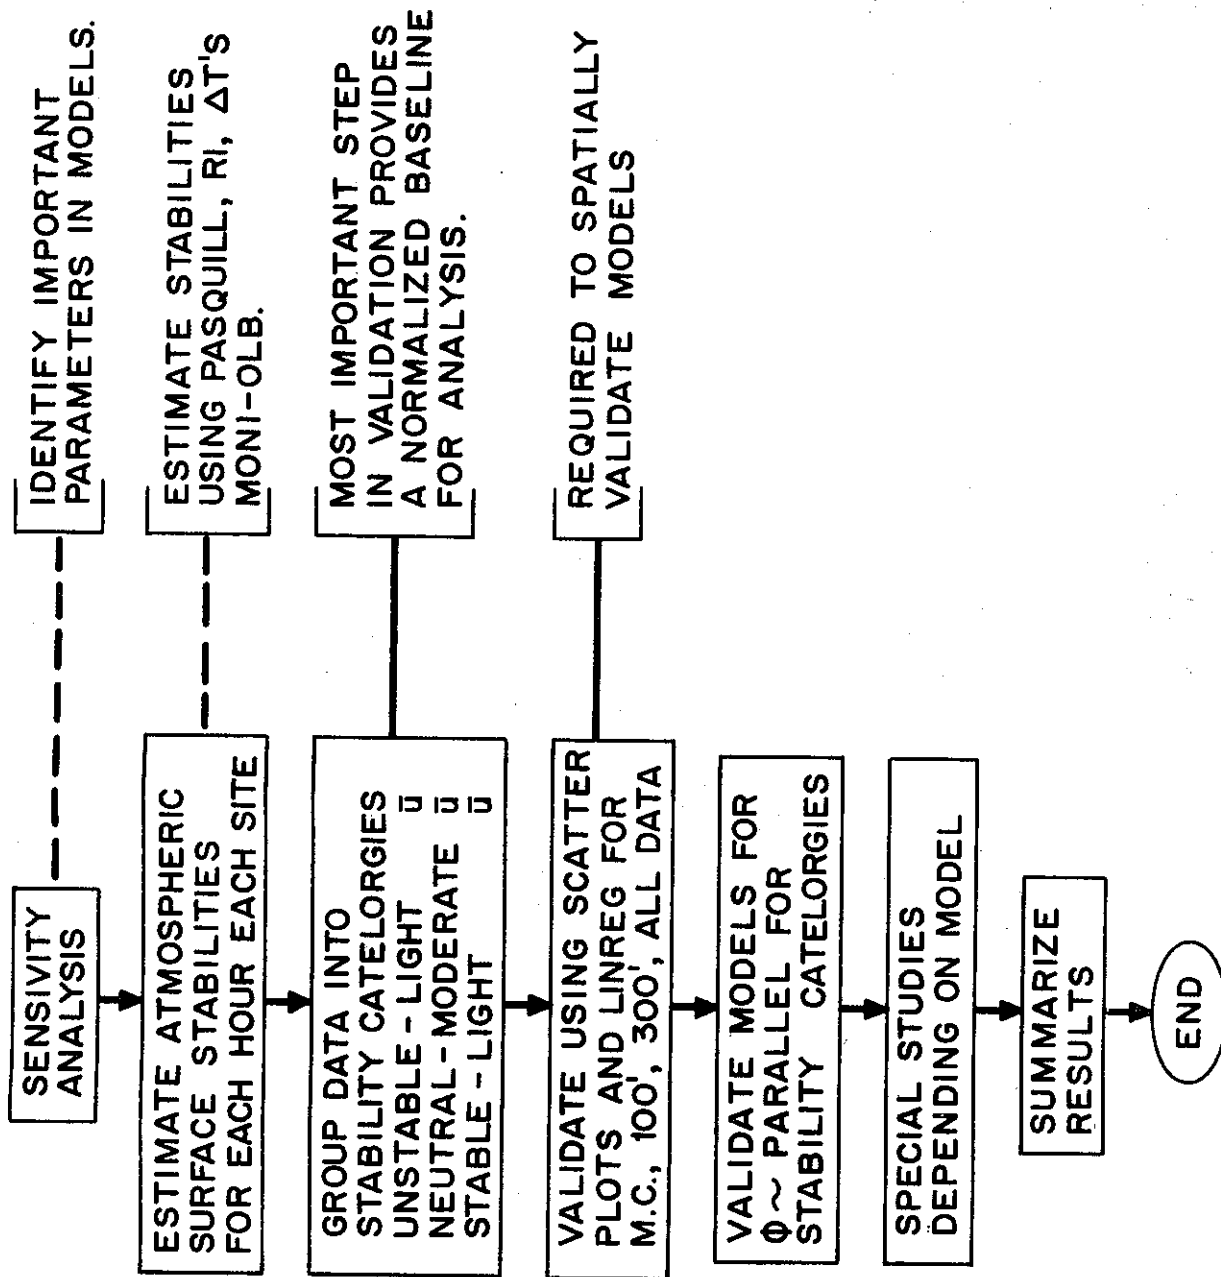 SENSIVITY
ANALYSIS
IDENTIFY IMPORTANT
PARAMETERS IN MODELS.
ESTIMATE ATMOSPHERIC
SURFACE STABILITIES
FOR EACH HOUR EACH SITE
ESTIMATE STABILITIES
USING PASQUILL, RI, ΔT'S
MONI-OLB.
GROUP DATA INTO
STABILITY CATELORGIES
UNSTABLE-LIGHT ū
NEUTRAL-MODERATE ū
STABLE-LIGHT ū
MOST IMPORTANT STEP
IN VALIDATION PROVIDES
A NORMALIZED BASELINE
FOR ANALYSIS.
VALIDATE USING SCATTER
PLOTS AND LINREG FOR
M.C., 100', 300', ALL DATA
REQUIRED TO SPATIALLY
VALIDATE MODELS
VALIDATE MODELS FOR
Φ~ PARALLEL FOR
STABILITY CATELORGIES
SPECIAL STUDIES
DEPENDING ON MODEL
SUMMARIZE
RESULTS
END